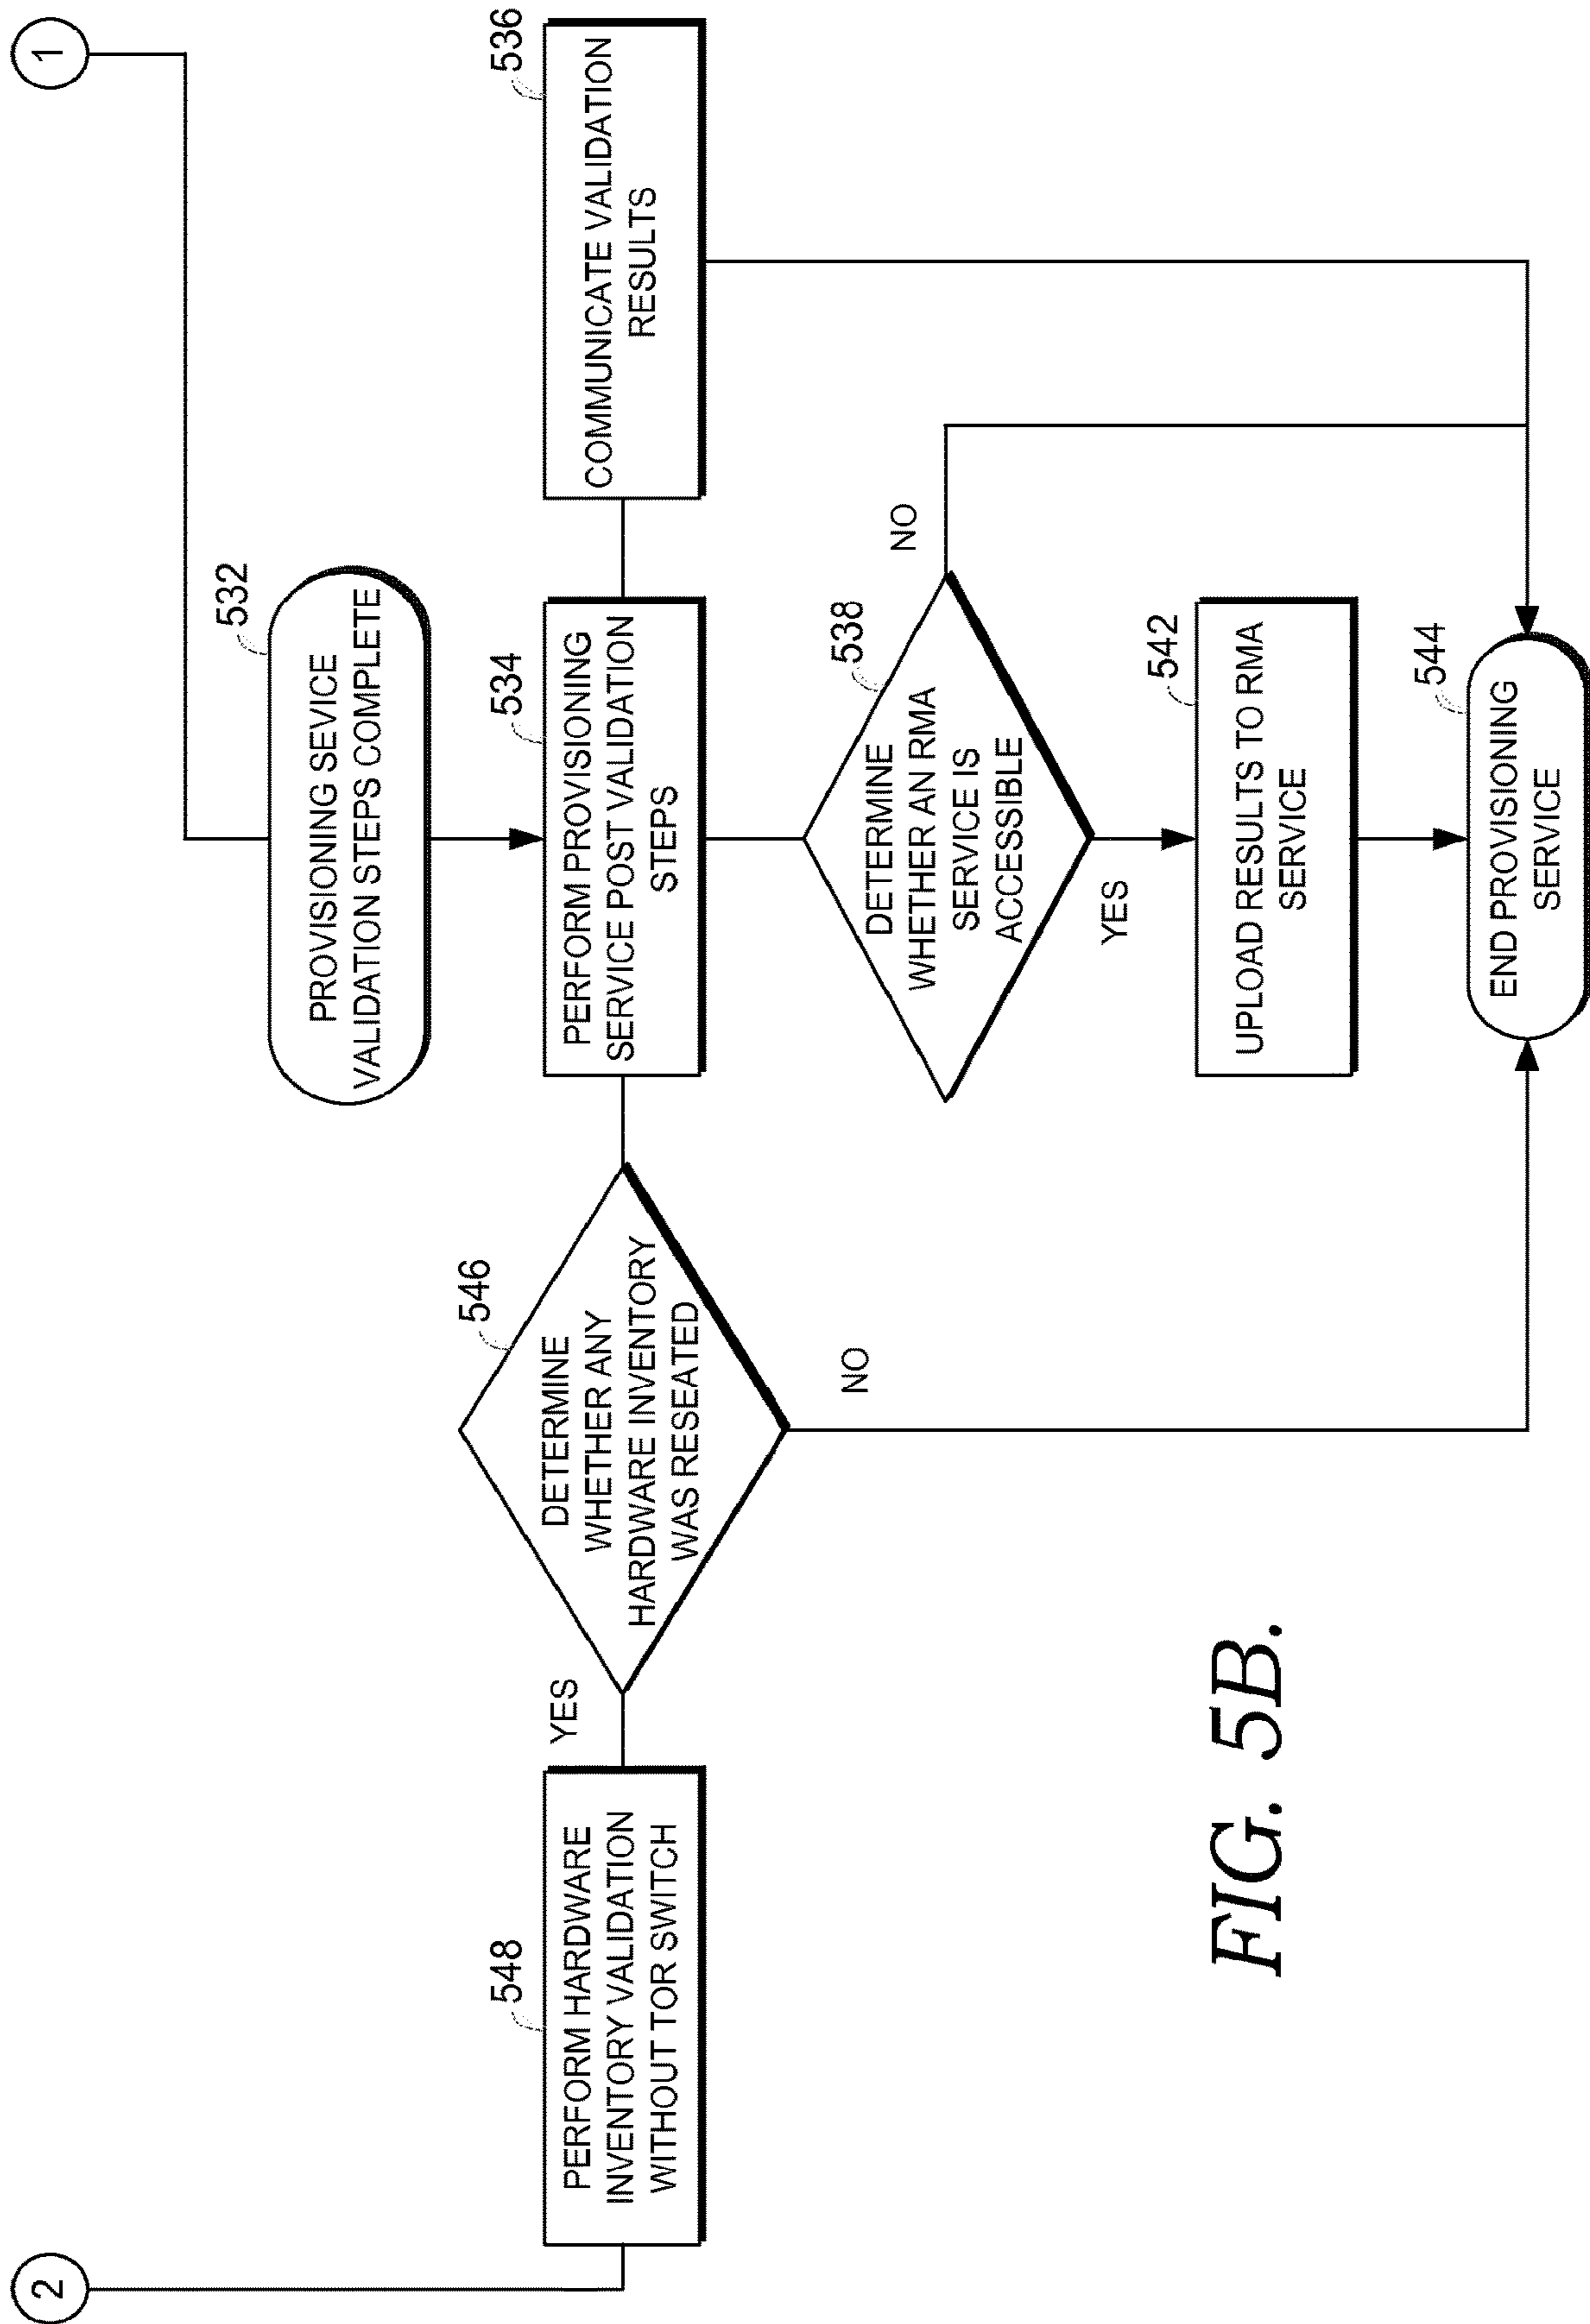 2
1
532
PROVISIONING SEVICE
VALIDATION STEPS COMPLETE
548
PERFORM HARDWARE
INVENTORY VALIDATION
WITHOUT TOR SWITCH
YES
546
DETERMINE
WHETHER ANY
HARDWARE INVENTORY
WAS RESEATED
NO
534
PERFORM PROVISIONING
SERVICE POST VALIDATION
STEPS
536
COMMUNICATE VALIDATION
RESULTS
538
DETERMINE
WHETHER AN RMA
SERVICE IS
ACCESSIBLE
NO
YES
542
UPLOAD RESULTS TO RMA
SERVICE
544
END PROVISIONING
SERVICE
FIG. 5B.